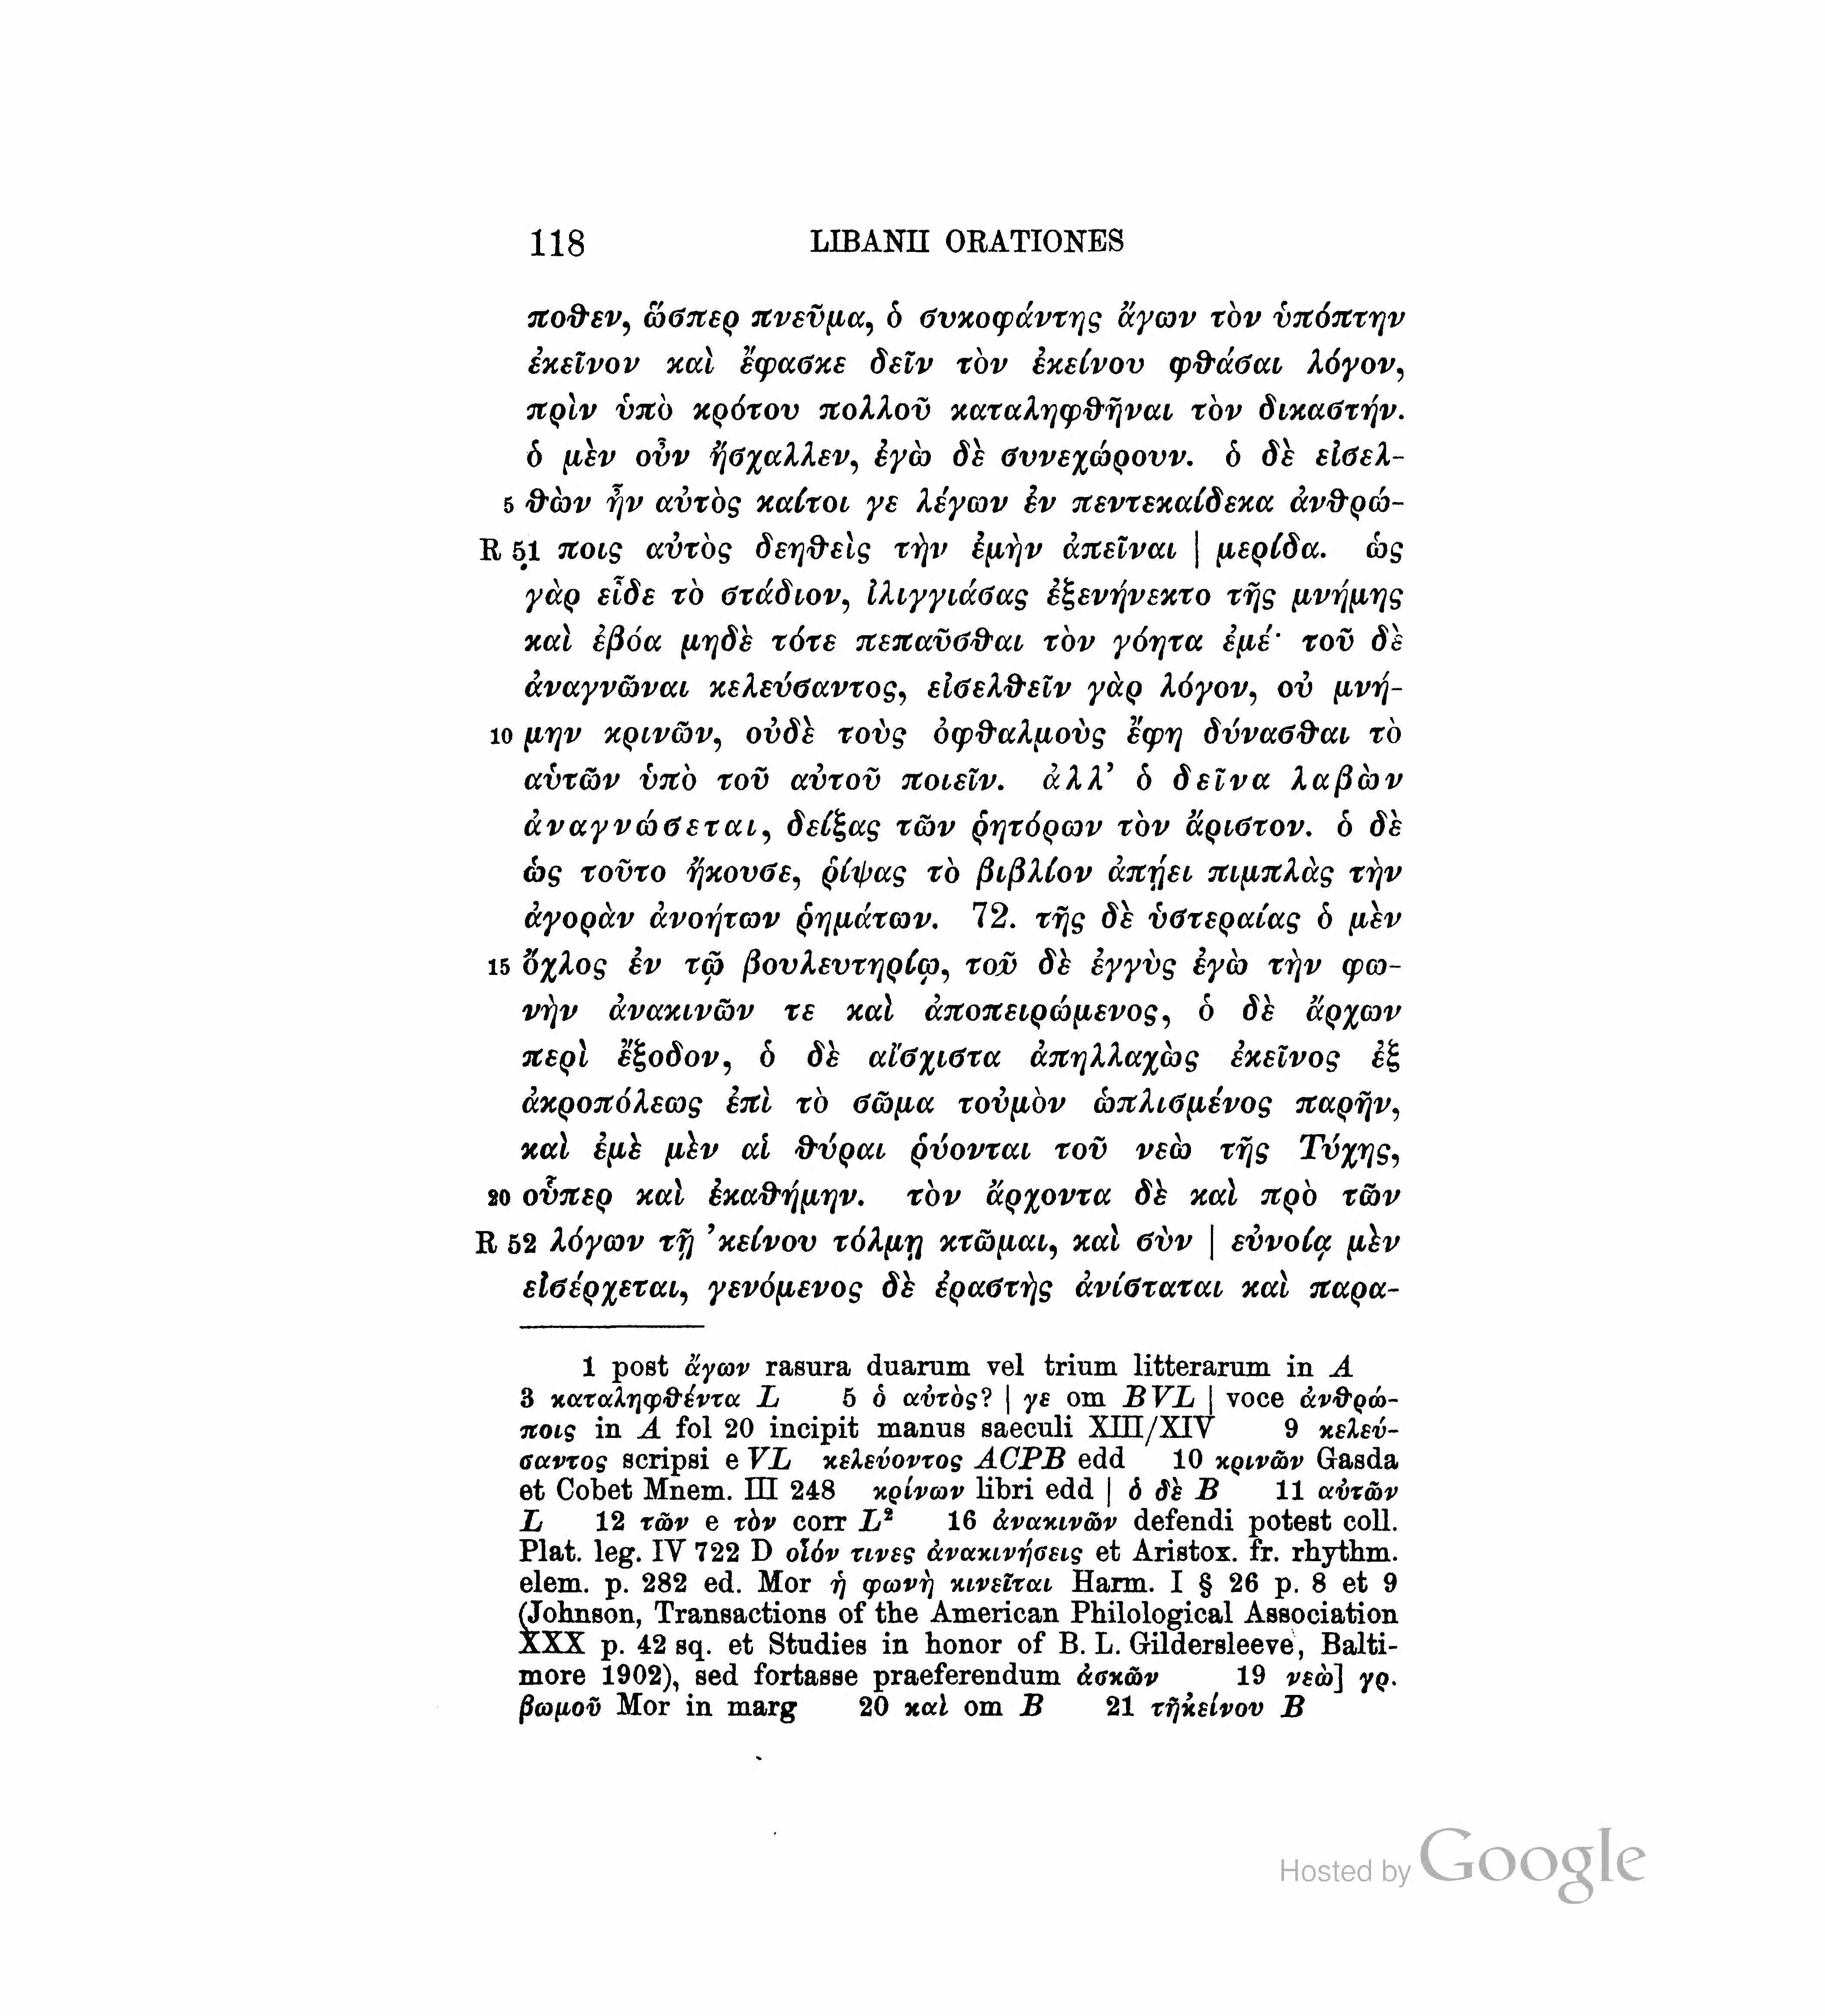 118 LIBANII ORATIONES
ποθεν, ὥσπερ πνεῦμα, ὁ συκοφάντης ἄγων τὸν ὑπόπτην
ἐκεῖνον καὶ ἔφασκε δεῖν τὸν ἐκείνου φθάσαι λόγον,
πρὶν ὑπὸ κρότου πολλοῦ καταληφθῆναι τὸν δικαστήν.
ὁ μὲν οὖν ἤσχαλλεν, ἐγὼ δὲ συνεχώρουν. ὁ δὲ εἰσελ-
5 θὼν ἦν αὐτὸς καίτοι γε λέγων ἐν πεντεκαίδεκα ἀνθρώ-
R 51 ποις αὐτὸς δεηθεὶς τὴν ἐμὴν ἀπεῖναι | μερίδα. ὡς
γὰρ εἶδε τὸ στάδιον, ἰλιγγιάσας ἐξενήνεκτο τῆς μνήμης
καὶ ἐβόα μηδὲ τότε πεπαῦσθαι τὸν γόητα ἐμέ· τοῦ δὲ
ἀναγνῶναι κελεύσαντος, εἰσελθεῖν γὰρ λόγον, οὐ μνή-
10 μην κρινῶν, οὐδὲ τοὺς ὀφθαλμοὺς ἔφη δύνασθαι τὸ
αὑτῶν ὑπὸ τοῦ αὐτοῦ ποιεῖν. ἀλλ’ ὁ δεῖνα λαβὼν
ἀναγνώσεται, δείξας τῶν ῥητόρων τὸν ἄριστον. ὁ δὲ
ὡς τοῦτο ἤκουσε, ῥίψας τὸ βιβλίον ἀπῄει πιμπλὰς τὴν
ἀγορὰν ἀνοήτων ῥημάτων. 72. τῆς δὲ ὑστεραίας ὁ μὲν
15 ὄχλος ἐν τῷ βουλευτηρίῳ, τοῦ δὲ ἐγγὺς ἐγὼ τὴν φω-
νὴν ἀνακινῶν τε καὶ ἀποπειρώμενος, ὁ δὲ ἄρχων
περὶ ἔξοδον, ὁ δὲ αἴσχιστα ἀπηλλαχὼς ἐκεῖνος ἐξ
ἀκροπόλεως ἐπὶ τὸ σῶμα τοὐμὸν ὡπλισμένος παρῆν,
καὶ ἐμὲ μὲν αἱ θύραι ῥύονται τοῦ νεὼ τῆς Τύχης,
20 οὗπερ καὶ ἐκαθήμην. τὸν ἄρχοντα δὲ καὶ πρὸ τῶν
R 52 λόγων τῇ ’κείνου τόλμῃ κτῶμαι, καὶ σὺν | εὐνοίᾳ μὲν
εἰσέρχεται, γενόμενος δὲ ἐραστὴς ἀνίσταται καὶ παρα-
1 post ἄγων rasura duarum vel trium litterarum in A
3 καταληφθέντα L 5 ὁ αὐτὸς? | γε om BVL | voce ἀνθρώ-
ποις in A fol 20 incipit manus saeculi XIII/XIV 9 κελεύ-
σαντος scripsi e VL κελεύοντος ACPB edd 10 κρινῶν Gasda
et Cobet Mnem. III 248 κρίνων libri edd | ὁ δὲ B 11 αὐτῶν
L 12 τῶν e τὸν corr L² 16 ἀνακινῶν defendi potest coll.
Plat. leg. IV 722 D οἷόν τινες ἀνακινήσεις et Aristox. fr. rhythm.
elem. p. 282 ed. Mor ἡ φωνὴ κινεῖται Harm. I § 26 p. 8 et 9
(Johnson, Transactions of the American Philological Association
XXX p. 42 sq. et Studies in honor of B. L. Gildersleeve, Balti-
more 1902), sed fortasse praeferendum ἀσκῶν 19 νεὼ] γρ.
βωμοῦ Mor in marg 20 καὶ om B 21 τῆκείνου B
Hosted by Google